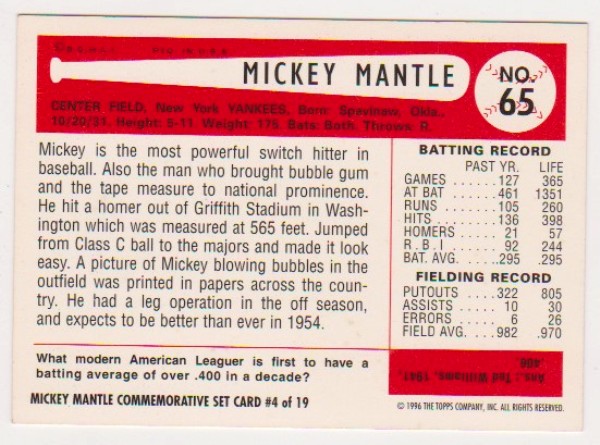 MICKEY MANTLE
NO.
65
CENTER FIELD, New York YANKEES. Born: Spavinaw, Okla.,
10/20/31. Height: 5-11. Weight: 175. Bats: Both. Throws: R.
Mickey is the most powerful switch hitter in
baseball. Also the man who brought bubble gum
and the tape measure to national prominence.
He hit a homer out of Griffith Stadium in Wash-
ington which was measured at 565 feet. Jumped
from Class C ball to the majors and made it look
easy. A picture of Mickey blowing bubbles in the
outfield was printed in papers across the coun-
try. He had a leg operation in the off season,
and expects to be better than ever in 1954.
BATTING RECORD
PAST YR. LIFE
GAMES ...... 127 365
AT BAT ...... 461 1351
RUNS ....... 105 260
HITS ........ 136 398
HOMERS .... 21 57
R.B.I ........ 92 244
BAT. AVG. ...295 .295
FIELDING RECORD
PUTOUTS ....322 805
ASSISTS ..... 10 30
ERRORS ...... 6 26
FIELD AVG. ..982 .970
What modern American Leaguer is first to have a
batting average of over .400 in a decade?
Ans.: Ted Williams, 1941,
.406
MICKEY MANTLE COMMEMORATIVE SET CARD #4 of 19
© 1996 THE TOPPS COMPANY, INC. ALL RIGHTS RESERVED.